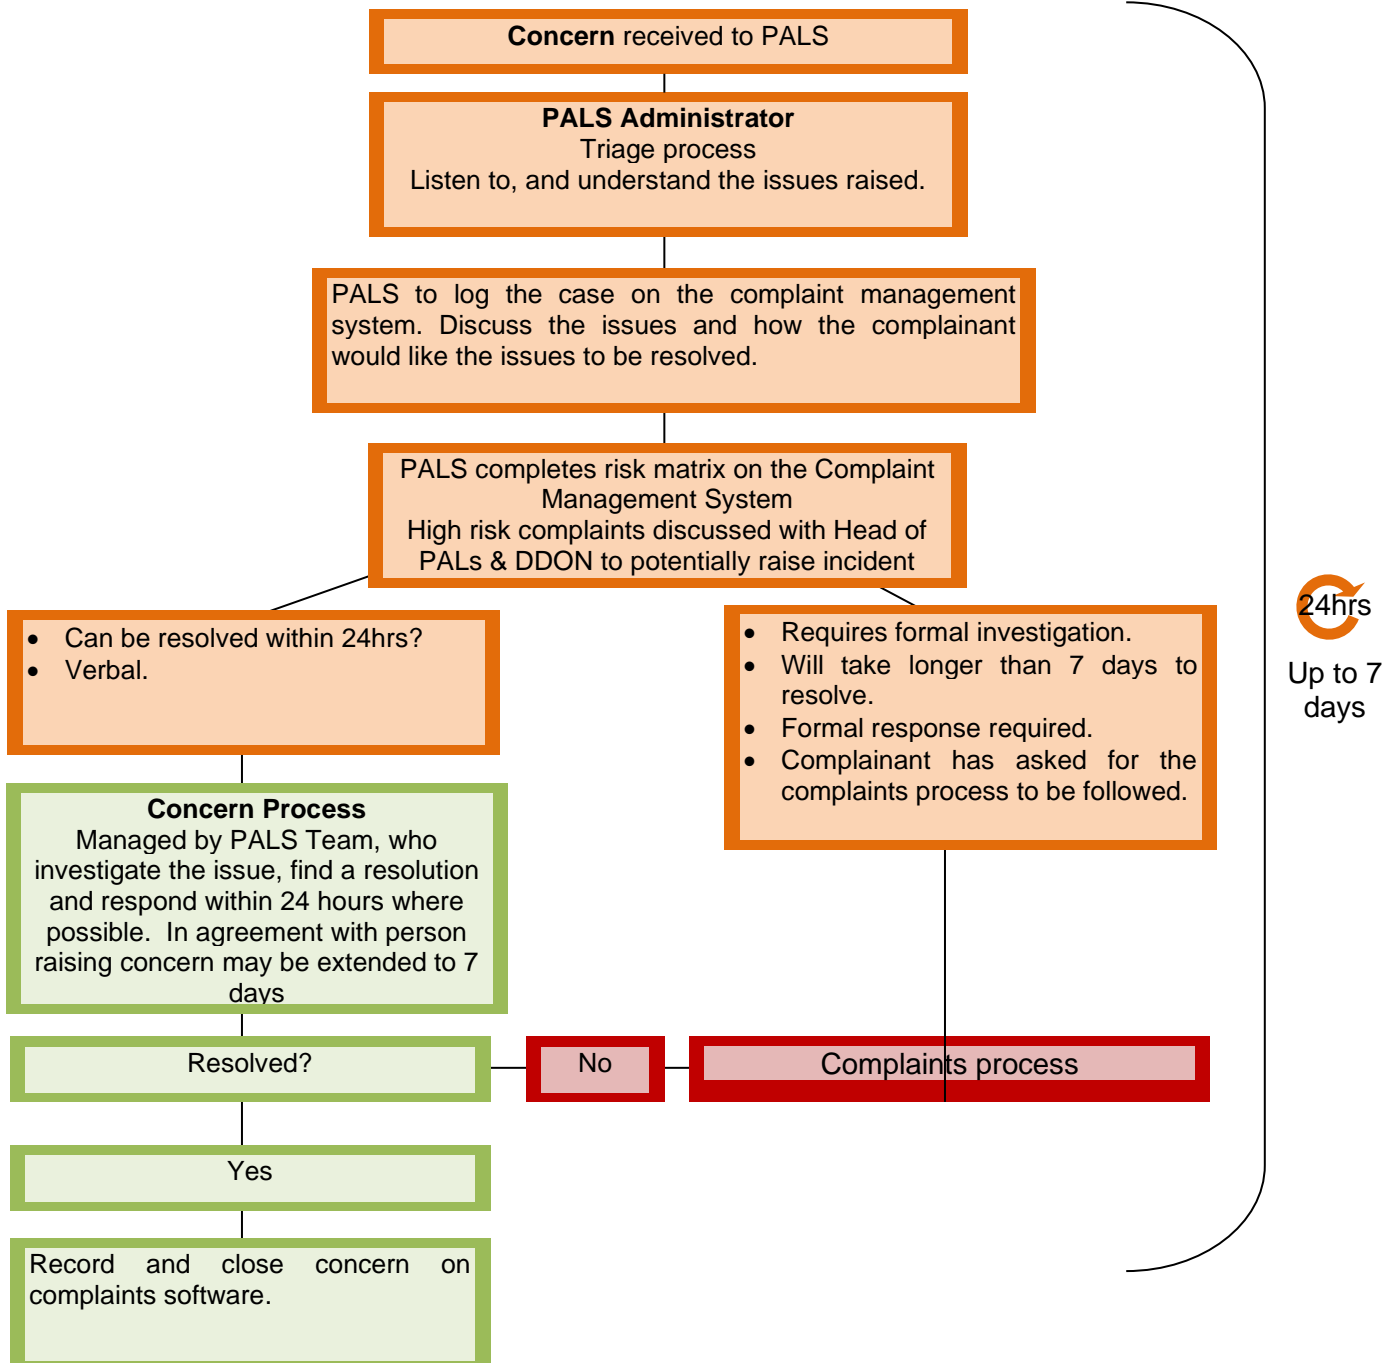 Concern received to PALS
PALS Administrator
Triage process
Listen to, and understand the issues raised.
PALS to log the case on the complaint management
system. Discuss the issues and how the complainant
would like the issues to be resolved.
PALS completes risk matrix on the Complaint
Management System
High risk complaints discussed with Head of
PALs & DDON to potentially raise incident
• Can be resolved within 24hrs?
• Verbal.
• Requires formal investigation.
• Will take longer than 7 days to
resolve.
• Formal response required.
• Complainant has asked for the
complaints process to be followed.
24hrs
Up to 7
days
Concern Process
Managed by PALS Team, who
investigate the issue, find a resolution
and respond within 24 hours where
possible.  In agreement with person
raising concern may be extended to 7
days
Resolved?
No
Complaints process
Yes
Record and close concern on
complaints software.